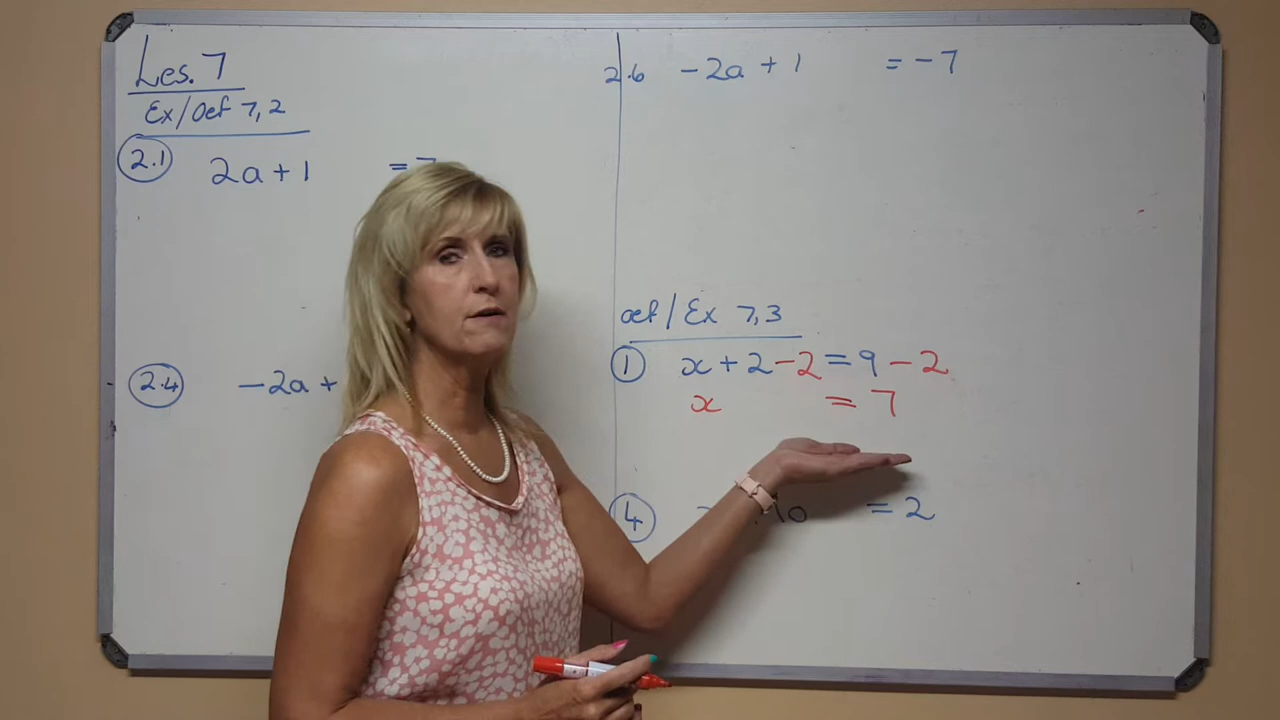 Les. 7
Ex/Oef 7,2
2.1 2a + 1 = 7
2.4 -2a +
2.6 -2a + 1 = -7
oef / Ex 7,3
1 x + 2 - 2 = 9 - 2
x = 7
4 = 2